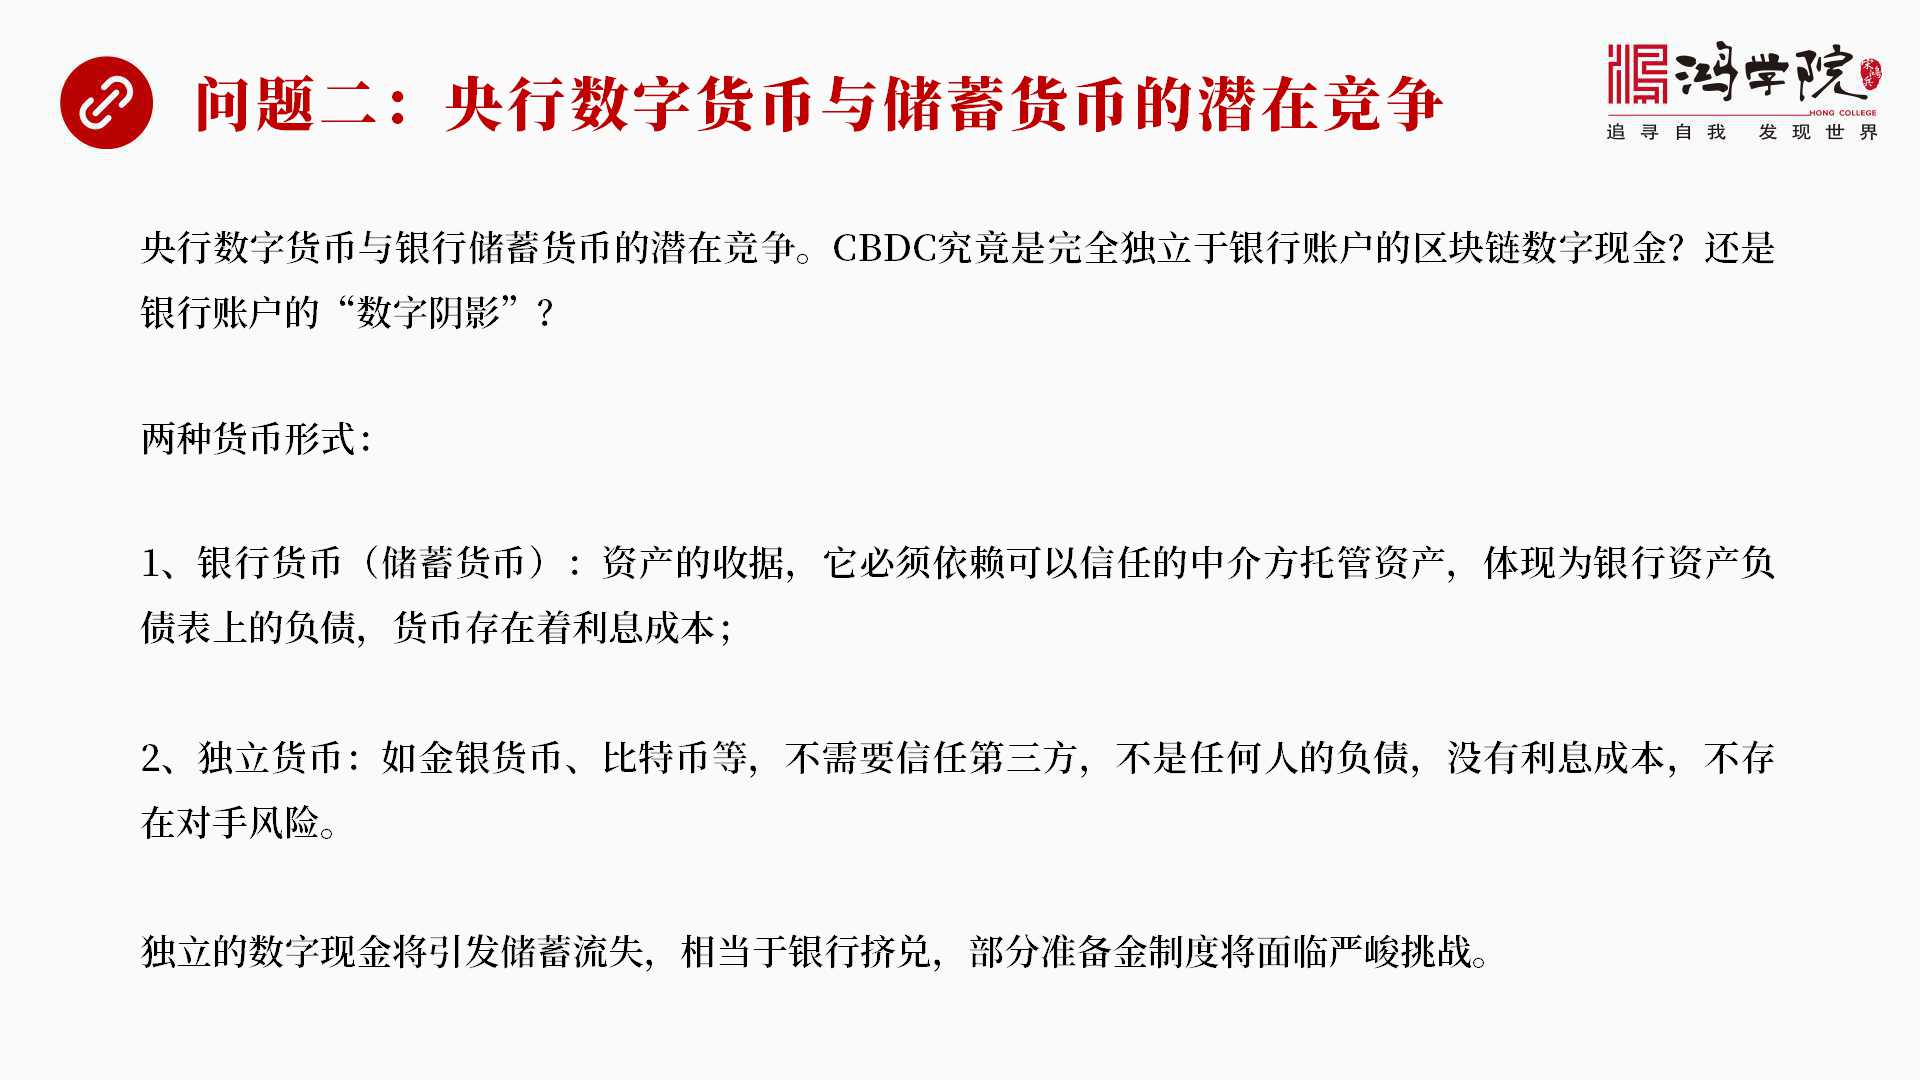 问题二：央行数字货币与储蓄货币的潜在竞争
鸿学院
HONG COLLEGE
追寻自我 发现世界
央行数字货币与银行储蓄货币的潜在竞争。CBDC究竟是完全独立于银行账户的区块链数字现金？还是
银行账户的“数字阴影”？
两种货币形式：
1、银行货币（储蓄货币）：资产的收据，它必须依赖可以信任的中介方托管资产，体现为银行资产负
债表上的负债，货币存在着利息成本；
2、独立货币：如金银货币、比特币等，不需要信任第三方，不是任何人的负债，没有利息成本，不存
在对手风险。
独立的数字现金将引发储蓄流失，相当于银行挤兑，部分准备金制度将面临严峻挑战。